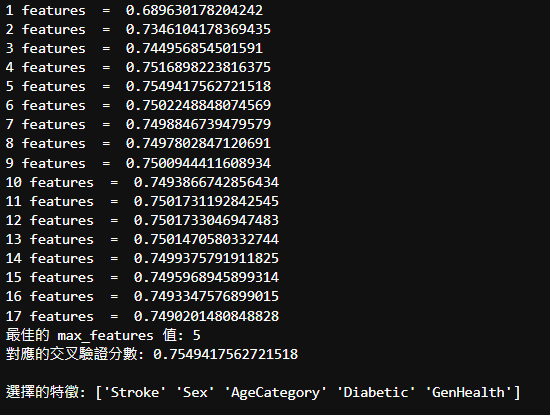 1 features  =  0.689630178204242
2 features  =  0.7346104178369435
3 features  =  0.744956854501591
4 features  =  0.7516898223816375
5 features  =  0.7549417562721518
6 features  =  0.7502248848074569
7 features  =  0.7498846739479579
8 features  =  0.7497802847120691
9 features  =  0.7500944411608934
10 features  =  0.7493866742856434
11 features  =  0.7501731192842545
12 features  =  0.7501733046947483
13 features  =  0.7501470580332744
14 features  =  0.7499375791911825
15 features  =  0.7495968945899314
16 features  =  0.7493347576899015
17 features  =  0.7490201480848828
最佳的 max_features 值: 5
對應的交叉驗證分數: 0.7549417562721518
選擇的特徵: ['Stroke' 'Sex' 'AgeCategory' 'Diabetic' 'GenHealth']